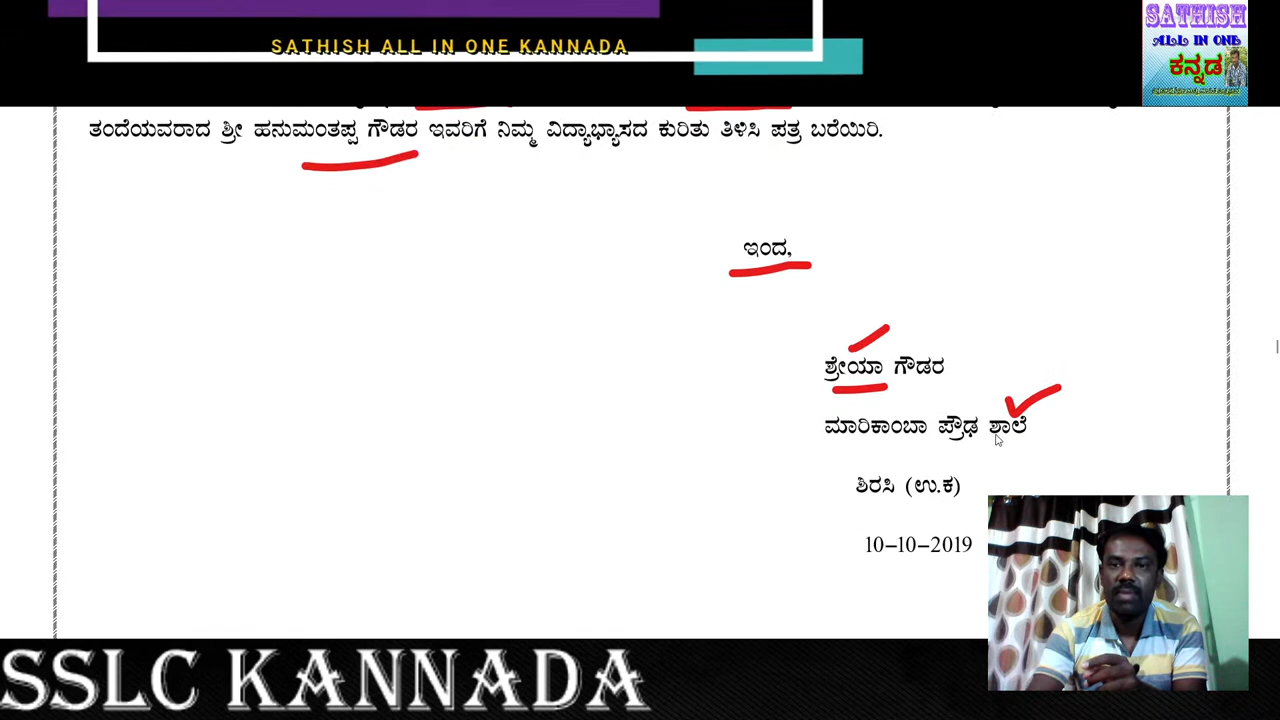 SATHISH ALL IN ONE KANNADA
SATHISH
ALL IN ONE
ಕನ್ನಡ
ತಂದೆಯವರಾದ ಶ್ರೀ ಹನುಮಂತಪ್ಪ ಗೌಡರ ಇವರಿಗೆ ನಿಮ್ಮ ವಿದ್ಯಾಭ್ಯಾಸದ ಕುರಿತು ತಿಳಿಸಿ ಪತ್ರ ಬರೆಯಿರಿ.
ಇಂದ,
ಶ್ರೇಯಾ ಗೌಡರ
ಮಾರಿಕಾಂಬಾ ಪ್ರೌಢ ಶಾಲೆ
ಶಿರಸಿ (ಉ.ಕ)
10-10-2019
SSLC KANNADA